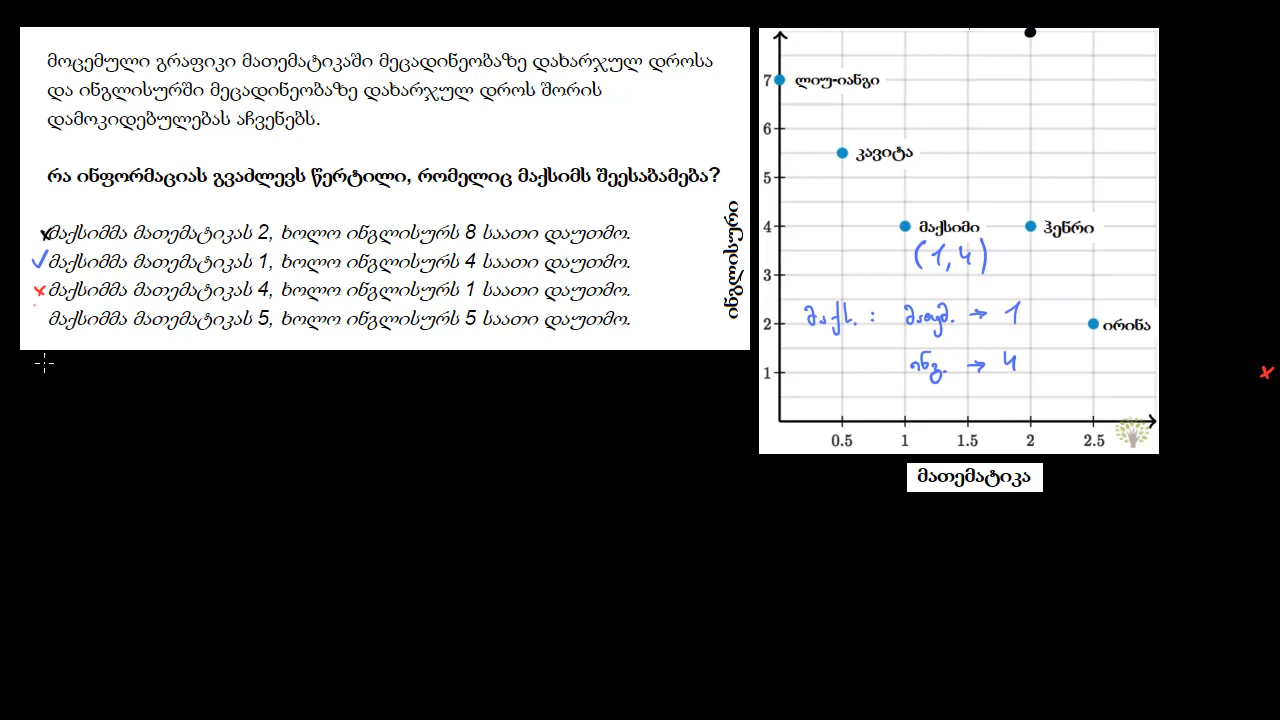 მოცემული გრაფიკი მათემატიკაში მეცადინეობაზე დახარჯულ დროსა
და ინგლისურში მეცადინეობაზე დახარჯულ დროს შორის
დამოკიდებულებას აჩვენებს.
რა ინფორმაციას გვაძლევს წერტილი, რომელიც მაქსიმს შეესაბამება?
მაქსიმმა მათემატიკას 2, ხოლო ინგლისურს 8 საათი დაუთმო.
მაქსიმმა მათემატიკას 1, ხოლო ინგლისურს 4 საათი დაუთმო.
მაქსიმმა მათემატიკას 4, ხოლო ინგლისურს 1 საათი დაუთმო.
მაქსიმმა მათემატიკას 5, ხოლო ინგლისურს 5 საათი დაუთმო.
ინგლისური
7 ლიუ-იანგი
6
კავიტა
5
4 მაქსიმი ჰენრი
(1,4)
3
მაქს. : მათემ. → 1
2 ირინა
ინგ. → 4
1
0.5 1 1.5 2 2.5
მათემატიკა